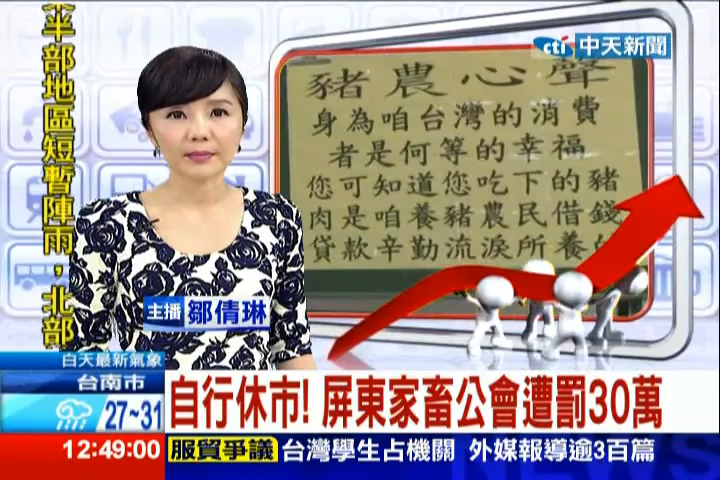 cti 中天新聞
豬農心聲
身為咱台灣的消費
者是何等的幸福
您可知道您吃下的豬
肉是咱養豬農民借錢
貸款辛勤流淚所養
半部地區短暫陣雨，北部
主播 鄒倩琳
白天最新氣象
台南市
27~31
自行休市! 屏東家畜公會遭罰30萬
12:49:00
服貿爭議 台灣學生占機關 外媒報導逾3百篇